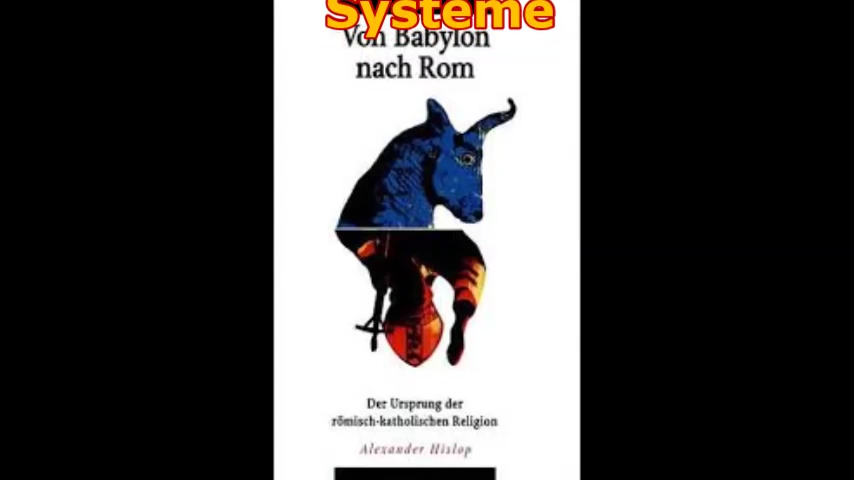 Systeme
Von Babylon
nach Rom
Der Ursprung der
römisch-katholischen Religion
Alexander Hislop